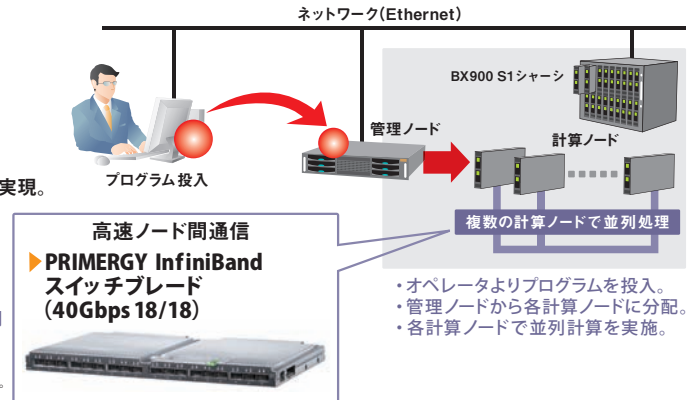 ネットワーク(Ethernet)
BX900 S1シャーシ
管理ノード
計算ノード
プログラム投入
実現。
複数の計算ノードで並列処理
高速ノード間通信
PRIMERGY InfiniBand
スイッチブレード
(40Gbps 18/18)
・オペレータよりプログラムを投入。
・管理ノードから各計算ノードに分配。
・各計算ノードで並列計算を実施。